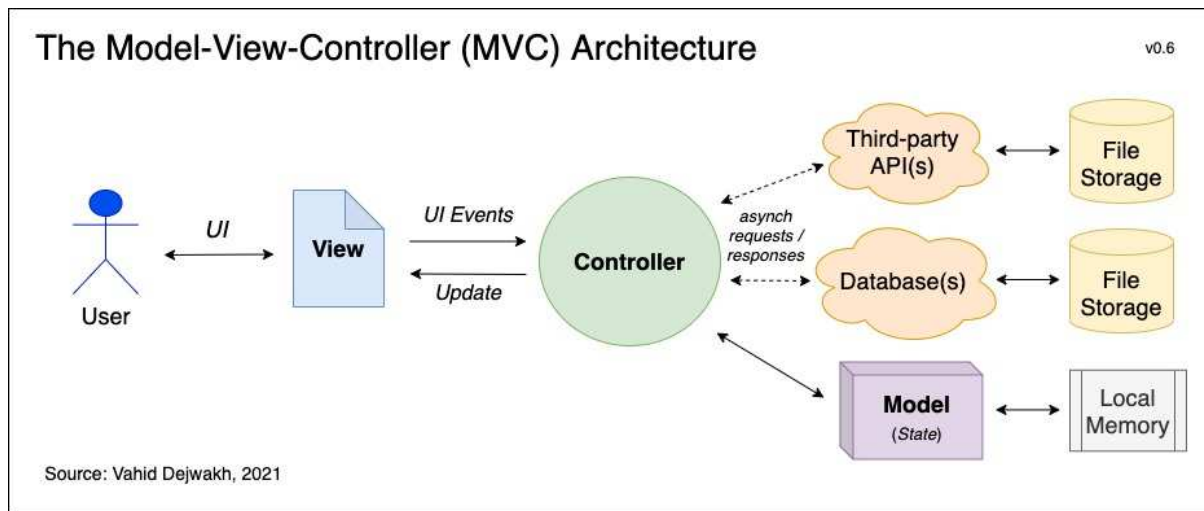 The Model-View-Controller (MVC) Architecture
v0.6
User
UI
View
UI Events
Update
Controller
asynch
requests /
responses
Third-party
API(s)
File
Storage
Database(s)
File
Storage
Model
(State)
Local
Memory
Source: Vahid Dejwakh, 2021